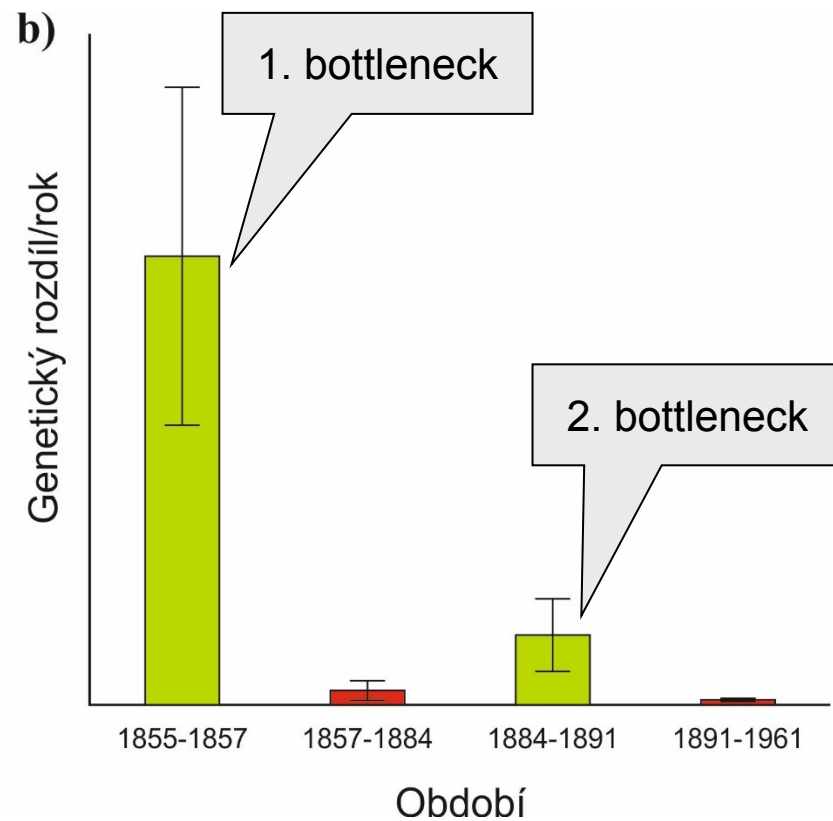 b)
1. bottleneck
2. bottleneck
Genetický rozdíl/rok
1855-1857
1857-1884
1884-1891
1891-1961
Období